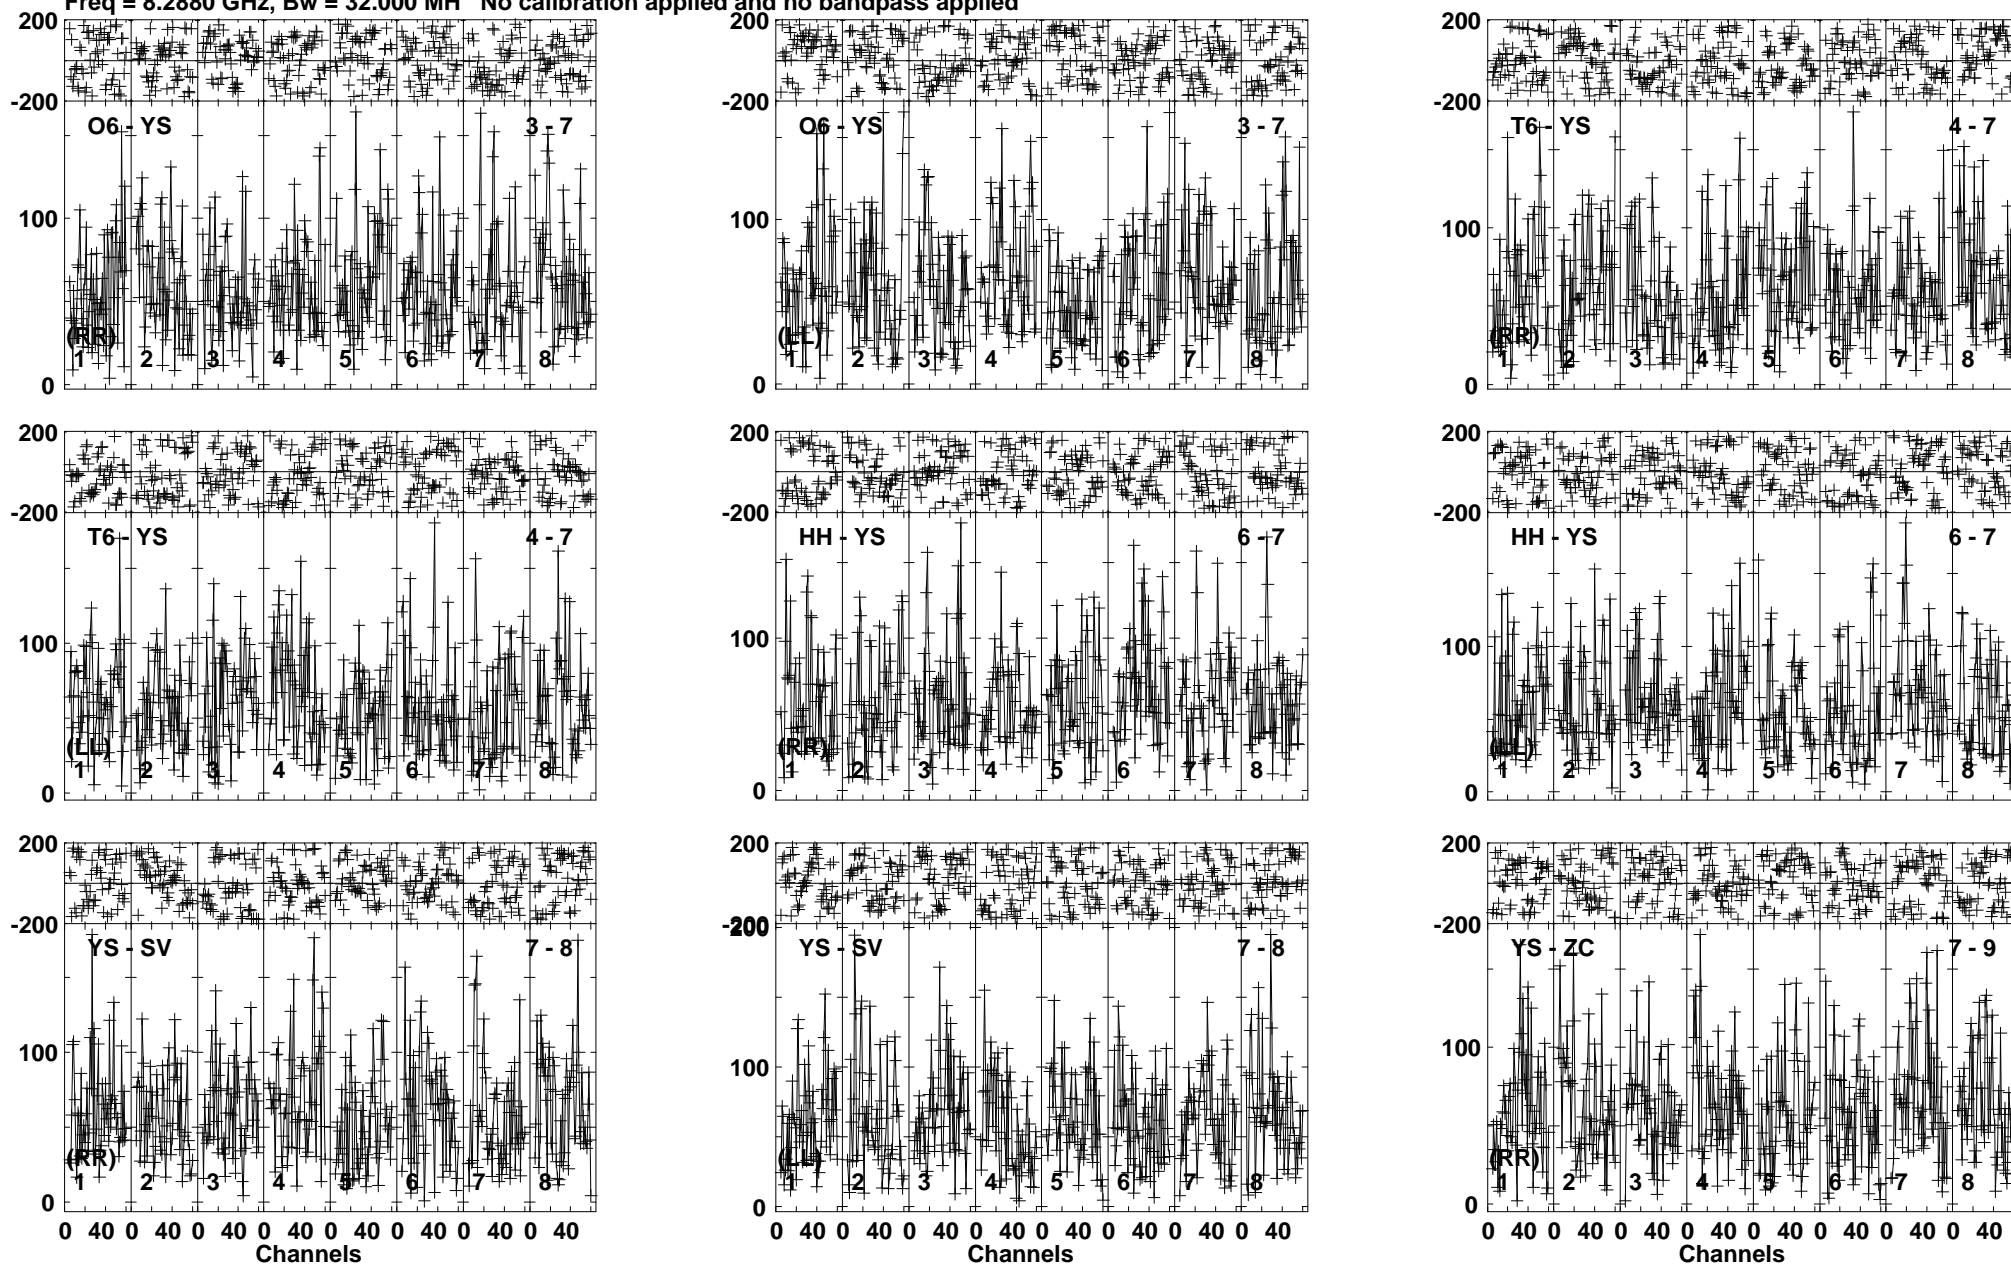 Freq = 8.2880 GHz, Bw = 32.000 MH No calibration applied and no bandpass applied
200 200 200
-200 -200 -200
O6 - YS 3 - 7 O6 - YS 3 - 7 T6 - YS 4 - 7
100 100 100
(RR) (LL) (RR)
1 2 3 4 5 6 7 8 1 2 3 4 5 6 7 8 1 2 3 4 5 6 7 8
0 0 0
200 200 200
-200 -200 -200
T6 - YS 4 - 7 HH - YS 6 - 7 HH - YS 6 - 7
100 100 100
(LL) (RR) (LL)
1 2 3 4 5 6 7 8 1 2 3 4 5 6 7 8 1 2 3 4 5 6 7 8
0 0 0
200 200 200
-200 -200 200 -200
YS - SV 7 - 8 YS - SV 7 - 8 YS - ZC 7 - 9
100 100 100
(RR) (LL) (RR)
1 2 3 4 5 6 7 8 1 2 3 4 5 6 7 8 1 2 3 4 5 6 7 8
0 0 0
0 40 0 40 0 40 0 40 0 40 0 40 0 40 0 40 0 40 0 40 0 40 0 40 0 40 0 40 0 40 0 40 0 40 0 40 0 40 0 40 0 40 0 40 0 40 0 40
Channels Channels Channels